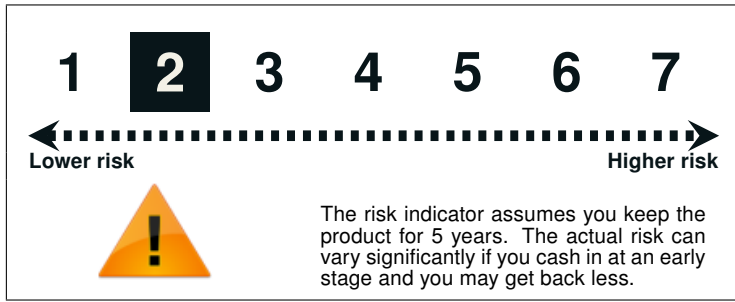 1 2 3 4 5 6 7
Lower risk Higher risk
The risk indicator assumes you keep the
product for 5 years. The actual risk can
vary significantly if you cash in at an early
stage and you may get back less.